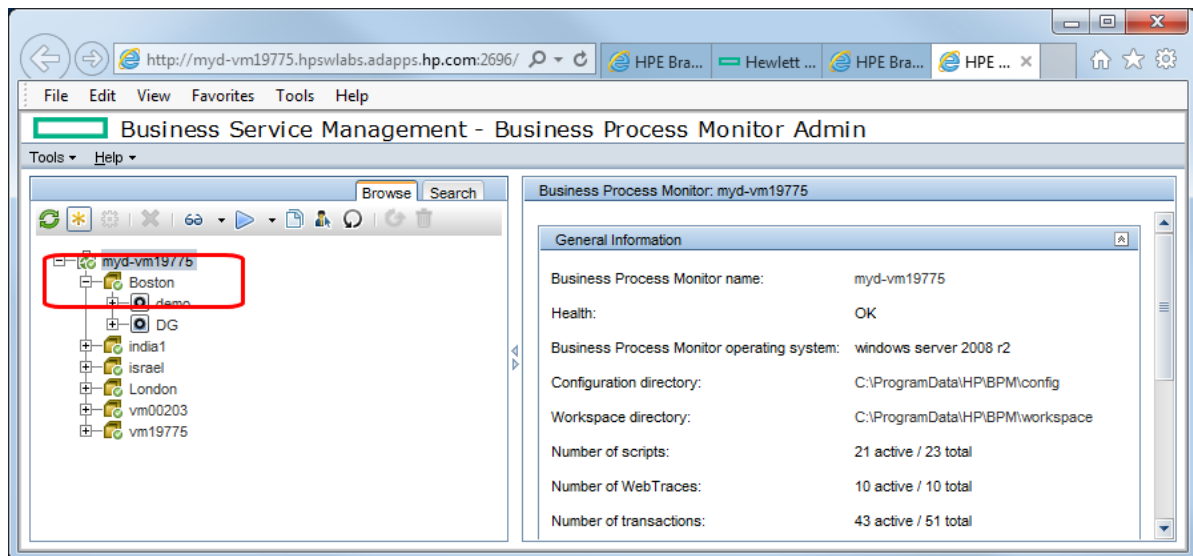 http://myd-vm19775.hpswlabs.adapps.hp.com:2696/ HPE Bra... Hewlett ... HPE Bra... HPE ...
File Edit View Favorites Tools Help
Business Service Management - Business Process Monitor Admin
Tools Help
Browse Search
myd-vm19775
Boston
demo
DG
india1
israel
London
vm00203
vm19775
Business Process Monitor: myd-vm19775
General Information
Business Process Monitor name: myd-vm19775
Health: OK
Business Process Monitor operating system: windows server 2008 r2
Configuration directory: C:\ProgramData\HP\BPM\config
Workspace directory: C:\ProgramData\HP\BPM\workspace
Number of scripts: 21 active / 23 total
Number of WebTraces: 10 active / 10 total
Number of transactions: 43 active / 51 total